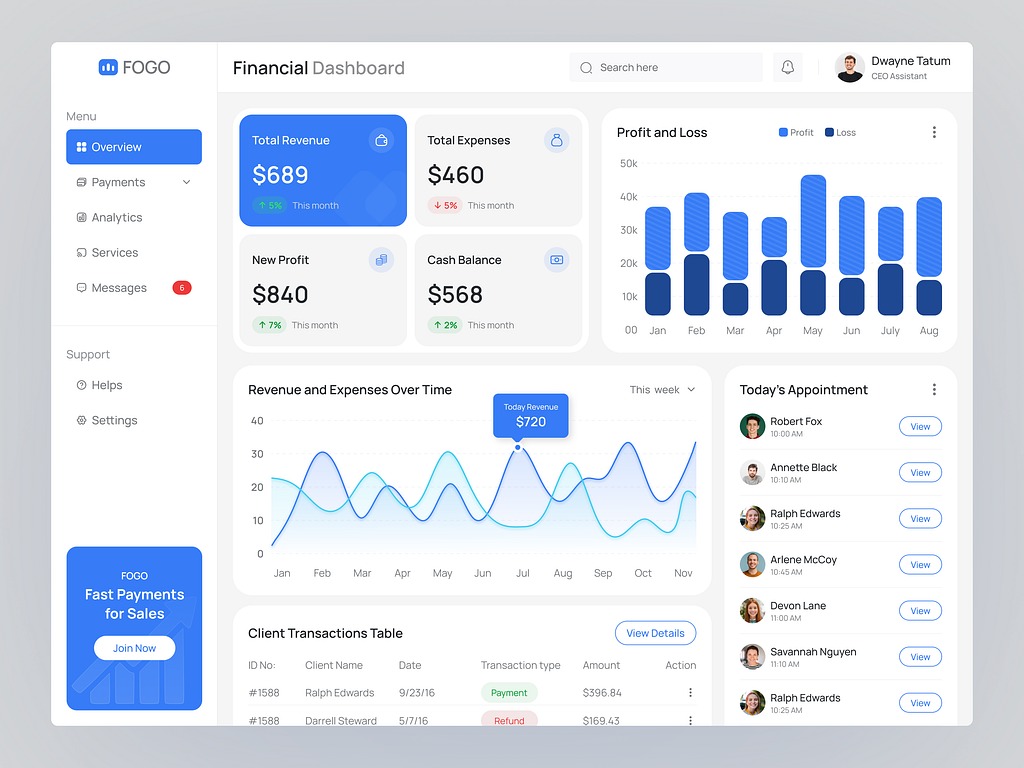 FOGO
Financial Dashboard
Search here
Dwayne Tatum
CEO Assistant
Menu
Overview
Payments
Analytics
Services
Messages
6
Support
Helps
Settings
FOGO
Fast Payments
for Sales
Join Now
Total Revenue
$689
↑ 5% This month
Total Expenses
$460
↓ 5% This month
New Profit
$840
↑ 7% This month
Cash Balance
$568
↑ 2% This month
Profit and Loss
Profit Loss
50k
40k
30k
20k
10k
00 Jan Feb Mar Apr May Jun July Aug
Revenue and Expenses Over Time
This week
Today Revenue
$720
40
30
20
10
0
Jan Feb Mar Apr May Jun Jul Aug Sep Oct Nov
Today's Appointment
Robert Fox
10:00 AM
View
Annette Black
10:10 AM
View
Ralph Edwards
10:25 AM
View
Arlene McCoy
10:45 AM
View
Devon Lane
11:00 AM
View
Savannah Nguyen
11:10 AM
View
Ralph Edwards
10:25 AM
View
Client Transactions Table
View Details
ID No: Client Name Date Transaction type Amount Action
#1588 Ralph Edwards 9/23/16 Payment $396.84
#1588 Darrell Steward 5/7/16 Refund $169.43